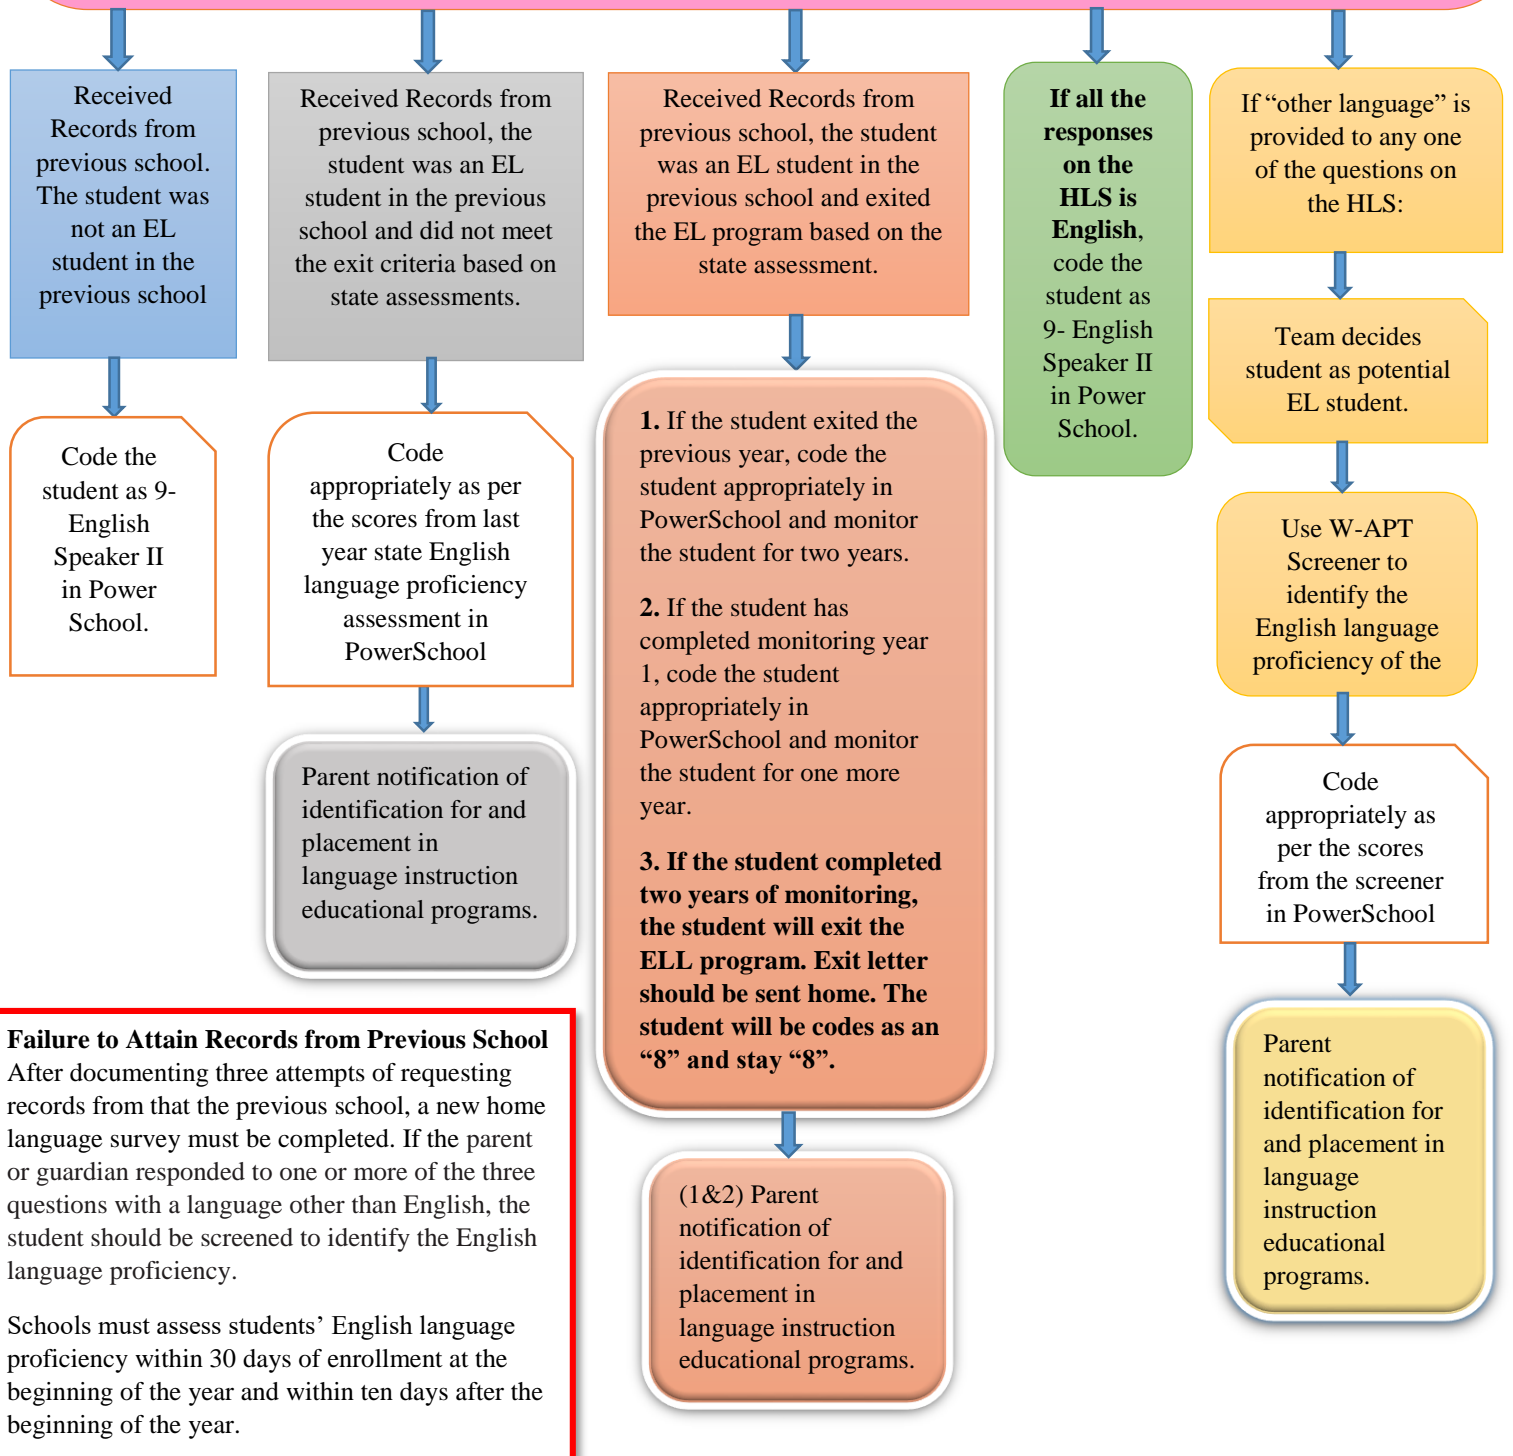 Received
Records from
previous school.
The student was
not an EL
student in the
previous school
Code the
student as 9-
English
Speaker II
in Power
School.
Received Records from
previous school, the
student was an EL
student in the previous
school and did not meet
the exit criteria based on
state assessments.
Code
appropriately as per
the scores from last
year state English
language proficiency
assessment in
PowerSchool
Parent notification of
identification for and
placement in
language instruction
educational programs.
Received Records from
previous school, the student
was an EL student in the
previous school and exited
the EL program based on the
state assessment.
1. If the student exited the
previous year, code the
student appropriately in
PowerSchool and monitor
the student for two years.
2. If the student has
completed monitoring year
1, code the student
appropriately in
PowerSchool and monitor
the student for one more
year.
3. If the student completed
two years of monitoring,
the student will exit the
ELL program. Exit letter
should be sent home. The
student will be codes as an
“8” and stay “8”.
(1&2) Parent
notification of
identification for and
placement in
language instruction
educational programs.
If all the
responses
on the
HLS is
English,
code the
student as
9- English
Speaker II
in Power
School.
If “other language” is
provided to any one
of the questions on
the HLS:
Team decides
student as potential
EL student.
Use W-APT
Screener to
identify the
English language
proficiency of the
Code
appropriately as
per the scores
from the screener
in PowerSchool
Parent
notification of
identification for
and placement in
language
instruction
educational
programs.
Failure to Attain Records from Previous School
After documenting three attempts of requesting
records from that the previous school, a new home
language survey must be completed. If the parent
or guardian responded to one or more of the three
questions with a language other than English, the
student should be screened to identify the English
language proficiency.
Schools must assess students’ English language
proficiency within 30 days of enrollment at the
beginning of the year and within ten days after the
beginning of the year.